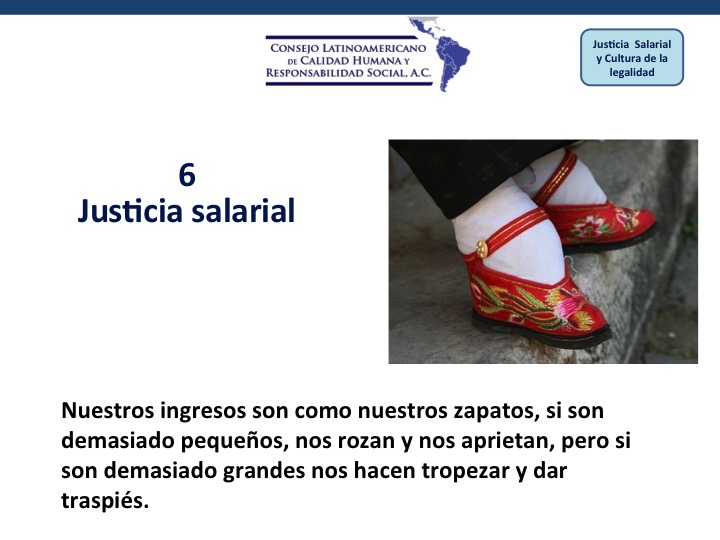 CONSEJO LATINOAMERICANO
DE CALIDAD HUMANA Y
RESPONSABILIDAD SOCIAL, A.C.
Justicia Salarial
y Cultura de la
legalidad
6
Justicia salarial
Nuestros ingresos son como nuestros zapatos, si son
demasiado pequeños, nos rozan y nos aprietan, pero si
son demasiado grandes nos hacen tropezar y dar
traspiés.